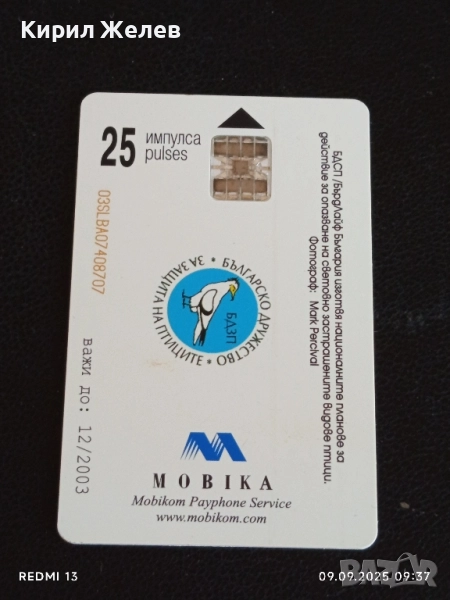 Кирил Желев
25 импулса
pulses
03SLBA07408707
важи до: 12/2003
БДЗП /БърдЛайф България изготвя националните планове за
действие за опазване на световно застрашените видове птици.
Фотограф: Mark Percival
• БЪЛГАРСКО ДРУЖЕСТВО • ЗА ЗАЩИТА НА ПТИЦИТЕ
БДЗП
MOBIKA
Mobikom Payphone Service
www.mobikom.com
BAZAR
REDMI 13
09.09.2025 09:37